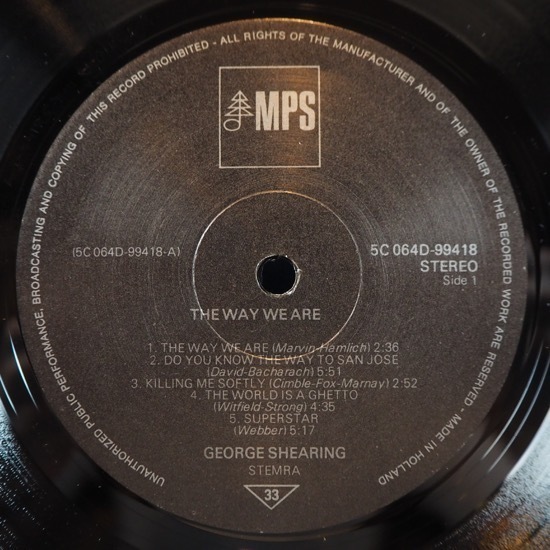 UNAUTHORIZED PUBLIC PERFORMANCE, BROADCASTING AND COPYING OF THIS RECORD PROHIBITED - ALL RIGHTS OF THE MANUFACTURER AND OF THE OWNER OF THE RECORDED WORK ARE RESERVED - MADE IN HOLLAND
MPS
(5C 064D-99418-A)
5C 064D-99418
STEREO
Side 1
THE WAY WE ARE
1. THE WAY WE ARE (Marvin-Hamlich) 2:36
2. DO YOU KNOW THE WAY TO SAN JOSE
(David-Bacharach) 5:51
3. KILLING ME SOFTLY (Cimble-Fox-Marnay) 2:52
4. THE WORLD IS A GHETTO
(Witfield-Strong) 4:35
5. SUPERSTAR
(Webber) 5:17
GEORGE SHEARING
STEMRA
33